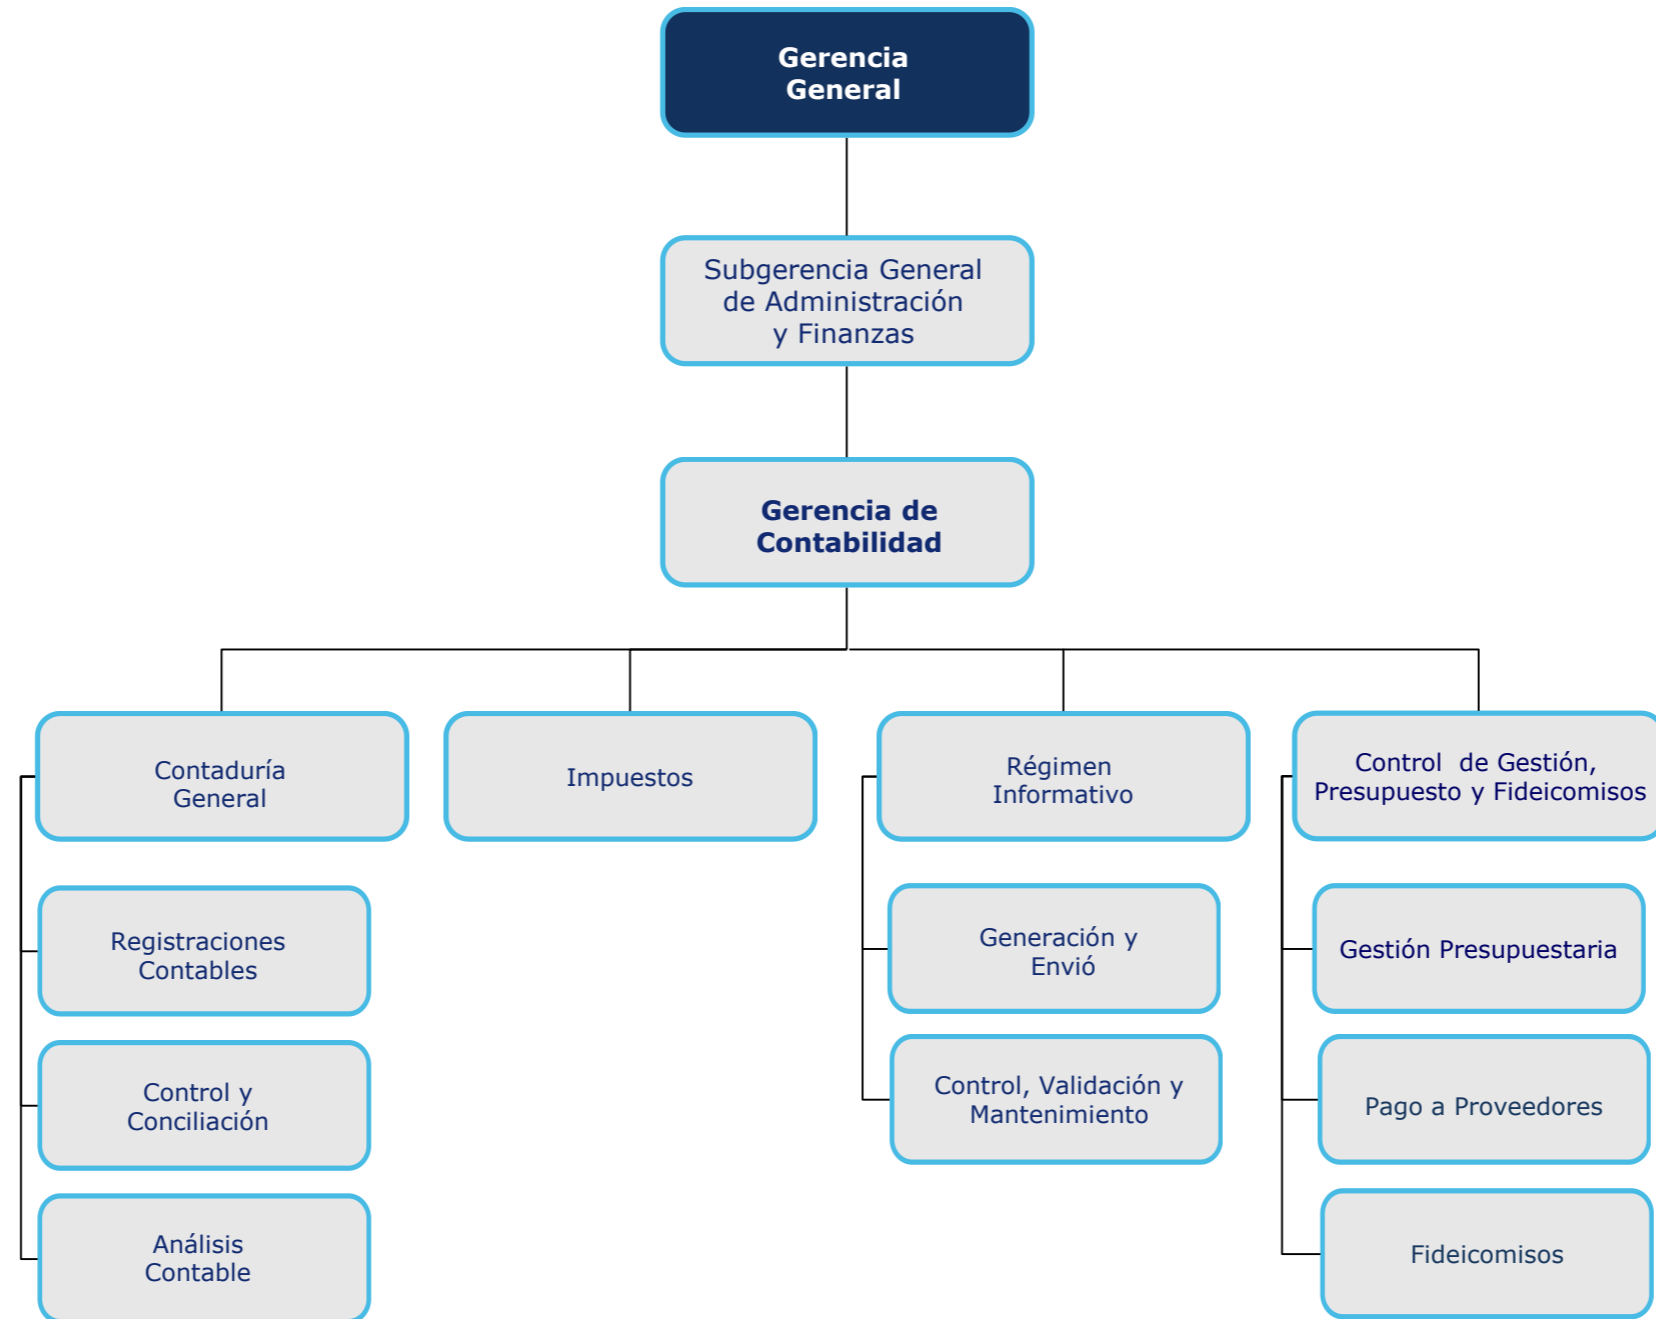 Gerencia
General
Subgerencia General
de Administración
y Finanzas
Gerencia de
Contabilidad
Contaduría
General
Impuestos
Régimen
Informativo
Control  de Gestión,
Presupuesto y Fideicomisos
Registraciones
Contables
Generación y
Envió
Gestión Presupuestaria
Control y
Conciliación
Control, Validación y
Mantenimiento
Pago a Proveedores
Análisis
Contable
Fideicomisos